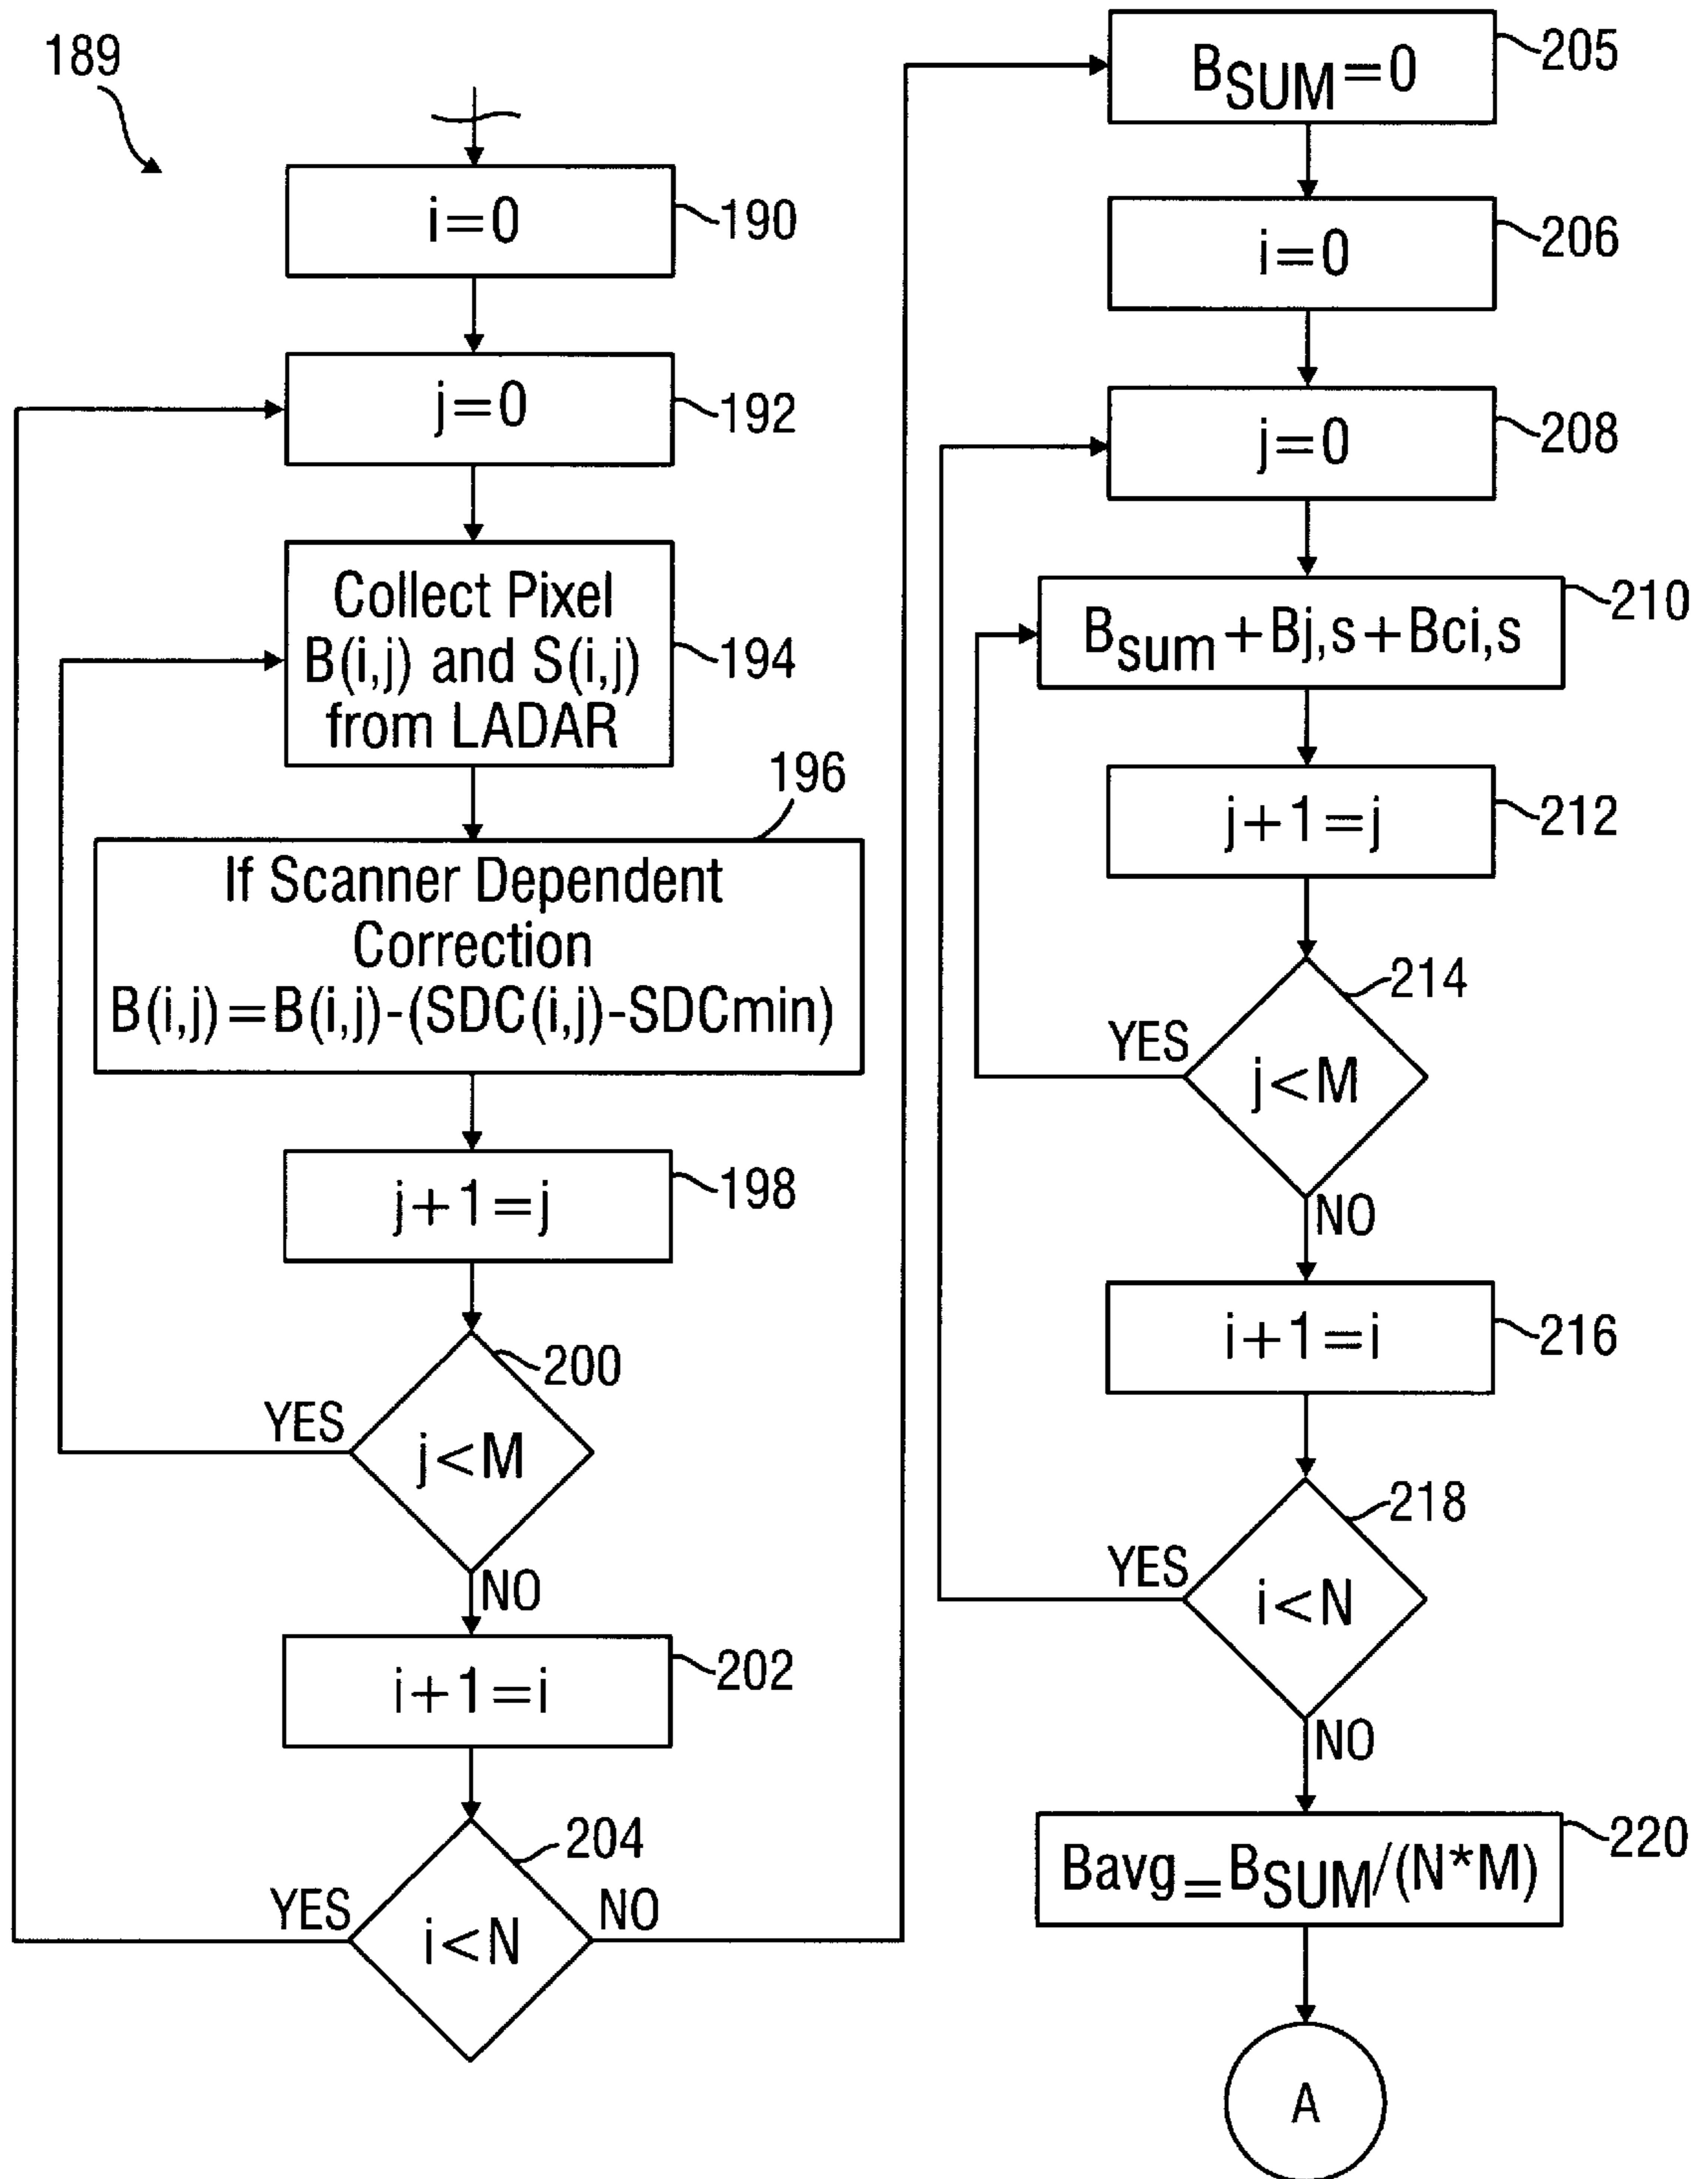 189
i=0
190
j=0
192
Collect Pixel
B(i,j) and S(i,j)
from LADAR
194
196
If Scanner Dependent
Correction
B(i,j)=B(i,j)-(SDC(i,j)-SDCmin)
j+1=j
198
200
YES
j<M
NO
i+1=i
202
204
YES
i<N
NO
BSUM=0
205
i=0
206
j=0
208
Bsum+Bj,s+Bci,s
210
j+1=j
212
214
YES
j<M
NO
i+1=i
216
218
YES
i<N
NO
Bavg=BSUM/(N*M)
220
A